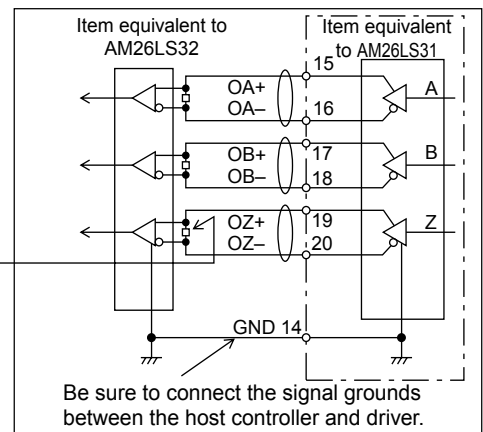 Item equivalent to
AM26LS32
Item equivalent
to AM26LS31
15
OA+
OA–
16
A
OB+
17
OB–
18
B
OZ+
19
OZ–
20
Z
GND 14
Be sure to connect the signal grounds
between the host controller and driver.